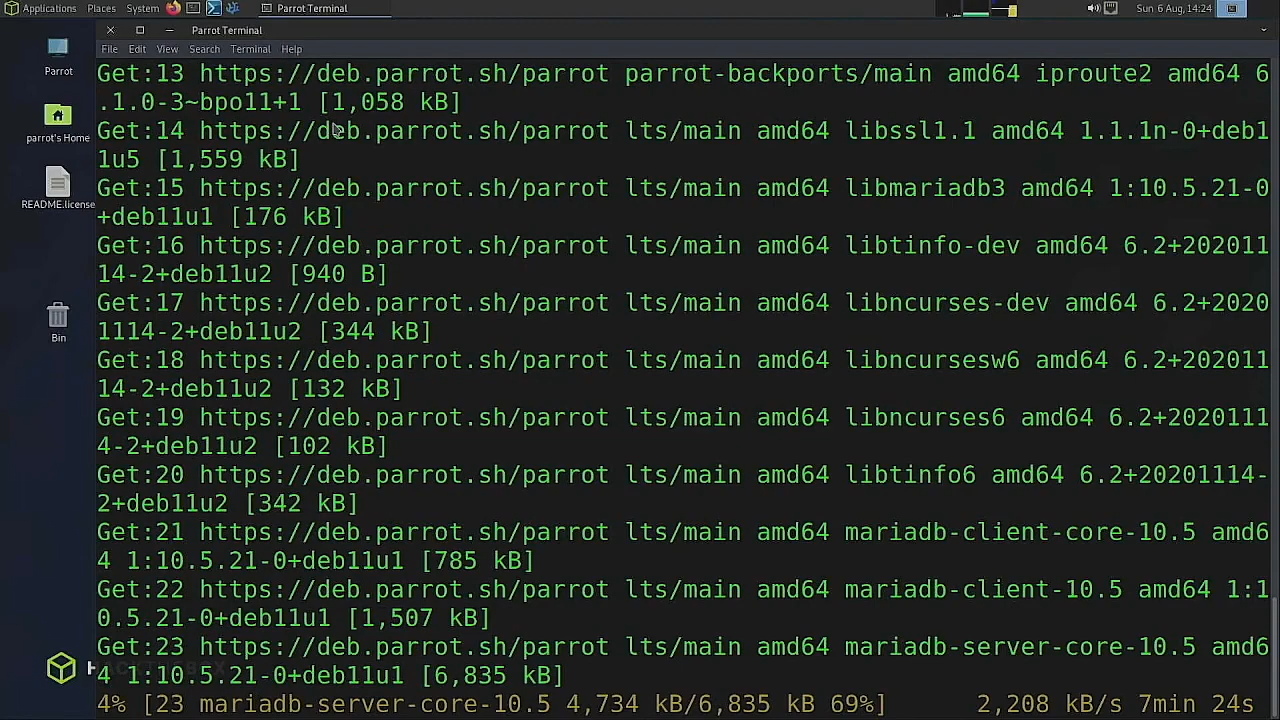 Applications Places System Parrot Terminal Sun 6 Aug, 14:24
Parrot Terminal
File Edit View Search Terminal Help
Parrot
parrot's Home
README.license
Bin
Get:13 https://deb.parrot.sh/parrot parrot-backports/main amd64 iproute2 amd64 6
.1.0-3~bpo11+1 [1,058 kB]
Get:14 https://deb.parrot.sh/parrot lts/main amd64 libssl1.1 amd64 1.1.1n-0+deb1
1u5 [1,559 kB]
Get:15 https://deb.parrot.sh/parrot lts/main amd64 libmariadb3 amd64 1:10.5.21-0
+deb11u1 [176 kB]
Get:16 https://deb.parrot.sh/parrot lts/main amd64 libtinfo-dev amd64 6.2+202011
14-2+deb11u2 [940 B]
Get:17 https://deb.parrot.sh/parrot lts/main amd64 libncurses-dev amd64 6.2+2020
1114-2+deb11u2 [344 kB]
Get:18 https://deb.parrot.sh/parrot lts/main amd64 libncursesw6 amd64 6.2+202011
14-2+deb11u2 [132 kB]
Get:19 https://deb.parrot.sh/parrot lts/main amd64 libncurses6 amd64 6.2+2020111
4-2+deb11u2 [102 kB]
Get:20 https://deb.parrot.sh/parrot lts/main amd64 libtinfo6 amd64 6.2+20201114-
2+deb11u2 [342 kB]
Get:21 https://deb.parrot.sh/parrot lts/main amd64 mariadb-client-core-10.5 amd6
4 1:10.5.21-0+deb11u1 [785 kB]
Get:22 https://deb.parrot.sh/parrot lts/main amd64 mariadb-client-10.5 amd64 1:1
0.5.21-0+deb11u1 [1,507 kB]
Get:23 https://deb.parrot.sh/parrot lts/main amd64 mariadb-server-core-10.5 amd6
4 1:10.5.21-0+deb11u1 [6,835 kB]
4% [23 mariadb-server-core-10.5 4,734 kB/6,835 kB 69%] 2,208 kB/s 7min 24s
HACKTHEBOX